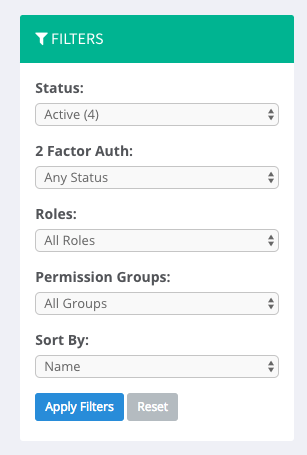 FILTERS
Status:
Active (4)
2 Factor Auth:
Any Status
Roles:
All Roles
Permission Groups:
All Groups
Sort By:
Name
Apply Filters Reset